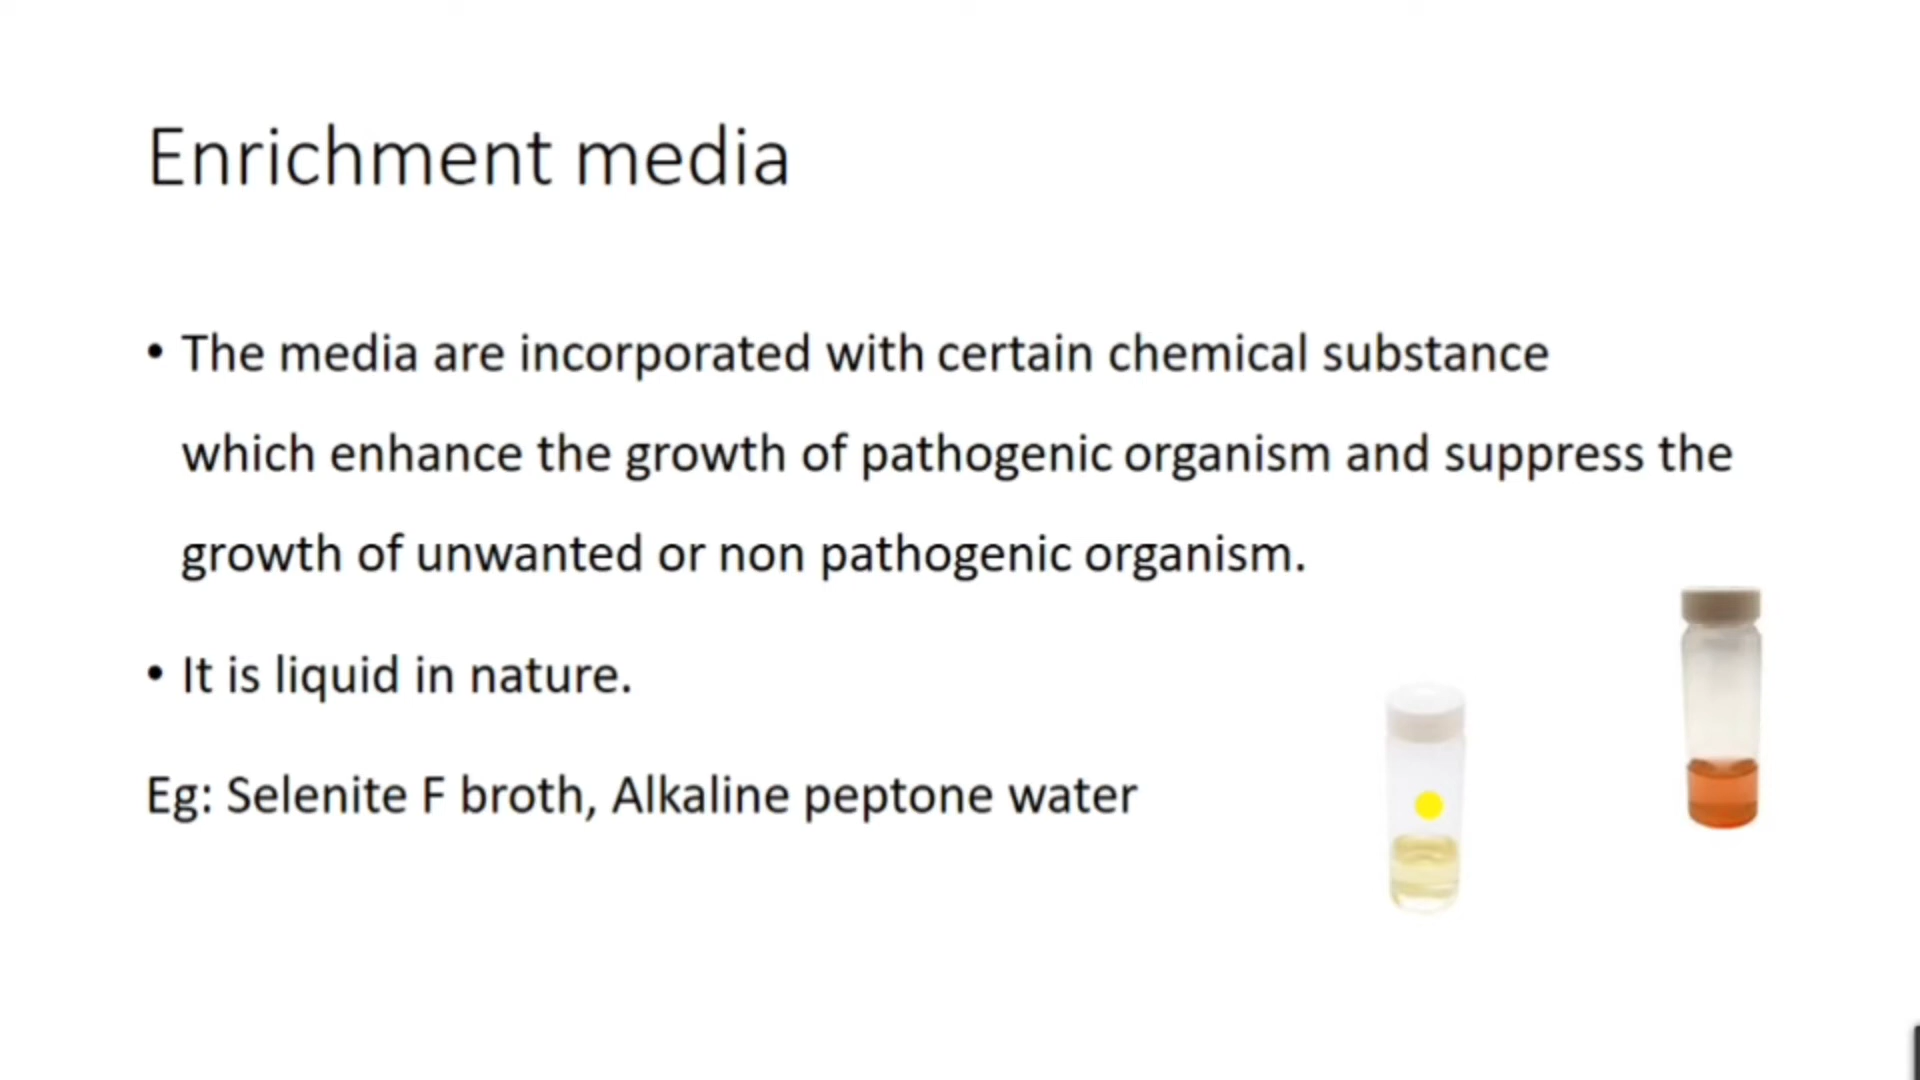 Enrichment media
• The media are incorporated with certain chemical substance
which enhance the growth of pathogenic organism and suppress the
growth of unwanted or non pathogenic organism.
• It is liquid in nature.
Eg: Selenite F broth, Alkaline peptone water